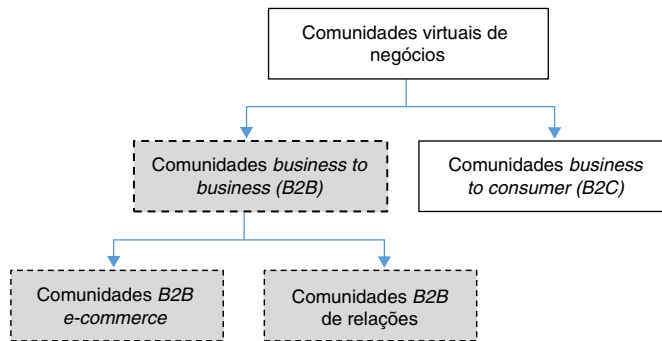 Comunidades virtuais de
negócios
Comunidades business to
business (B2B)
Comunidades business
to consumer (B2C)
Comunidades B2B
e-commerce
Comunidades B2B
de relações